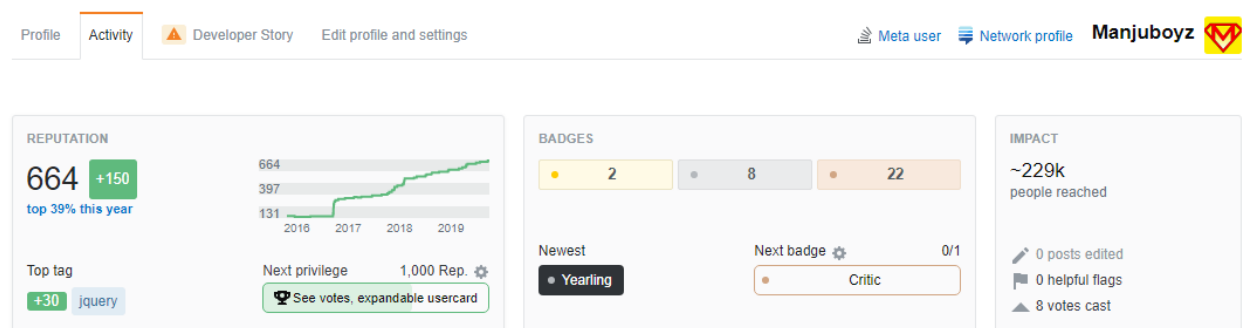 Profile Activity Developer Story Edit profile and settings Meta user Network profile Manjuboyz
REPUTATION
664 +150
top 39% this year
664
397
131
2016 2017 2018 2019
Top tag
+30 jquery
Next privilege 1,000 Rep.
See votes, expandable usercard
BADGES
2 8 22
Newest
Yearling
Next badge 0/1
Critic
IMPACT
~229k
people reached
0 posts edited
0 helpful flags
8 votes cast